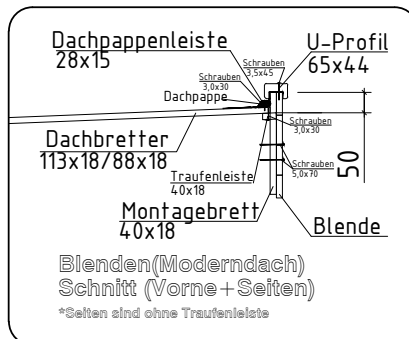 Dachpappenleiste
28x15
Schrauben
3,5x45
U-Profil
65x44
Schrauben
3,0x30
Dachpappe
Schrauben
3,0x30
Dachbretter
113x18/88x18
Traufenleiste
40x18
Schrauben
5,0x70
50
Montagebrett
40x18
Blende
Blenden(Moderndach)
Schnitt (Vorne+Seiten)
*Seiten sind ohne Traufenleiste